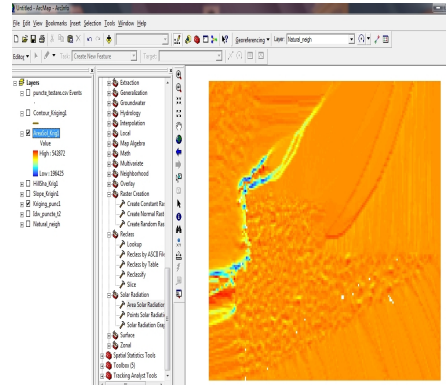 Untitled - ArcMap - ArcInfo
File Edit View Bookmarks Insert Selection Tools Window Help
Georeferencing Layer: Natural_neigh
Editor Task: Create New Feature Target:
Layers
puncte_testare.csv Events
Contour_Kriging1
AreaSol_Krig1
Value
High : 542872
Low : 198425
HillSha_Krig1
Slope_Krigin1
Kriging_punc1
Idw_puncte_t2
Natural_neigh
Extraction
Generalization
Groundwater
Hydrology
Interpolation
Local
Map Algebra
Math
Multivariate
Neighborhood
Overlay
Raster Creation
Create Constant Ras
Create Normal Rast
Create Random Ras
Reclass
Lookup
Reclass by ASCII File
Reclass by Table
Reclassify
Slice
Solar Radiation
Area Solar Radiation
Points Solar Radiatio
Solar Radiation Grap
Surface
Zonal
Spatial Statistics Tools
Toolbox (5)
Tracking Analyst Tools